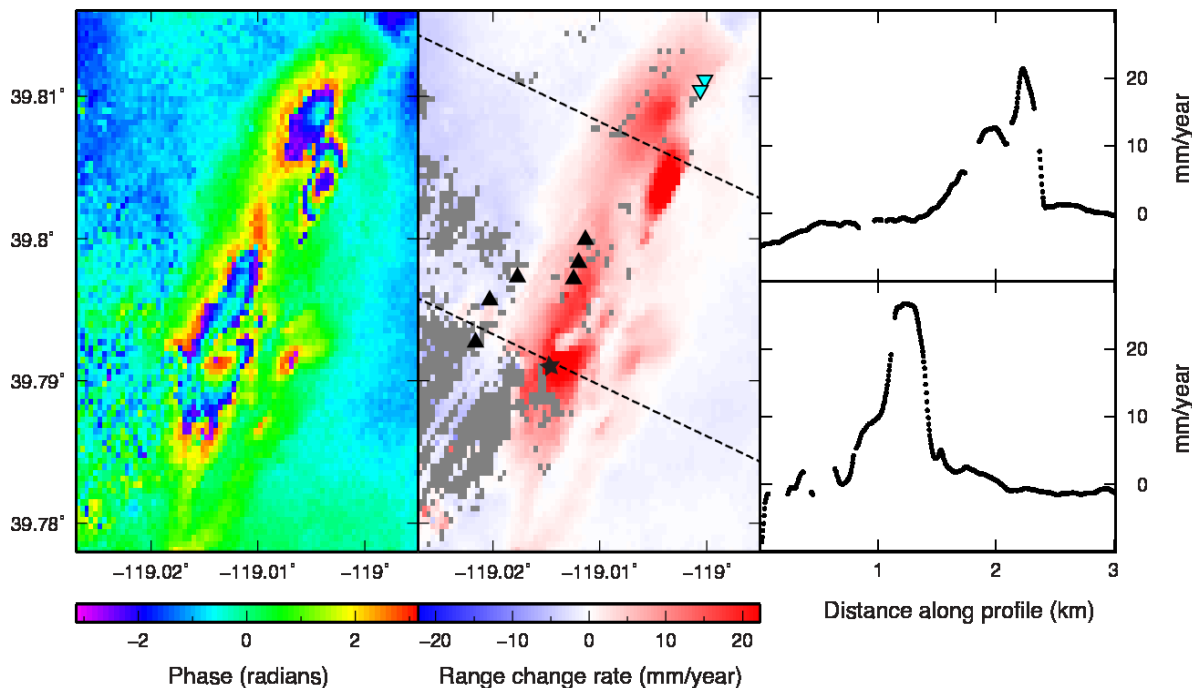 39.81°
39.8°
39.79°
39.78°
−119.02° −119.01° −119°
−119.02° −119.01° −119°
20
10
0
mm/year
20
10
0
mm/year
1 2 3
Distance along profile (km)
−2 0 2
Phase (radians)
−20 −10 0 10 20
Range change rate (mm/year)